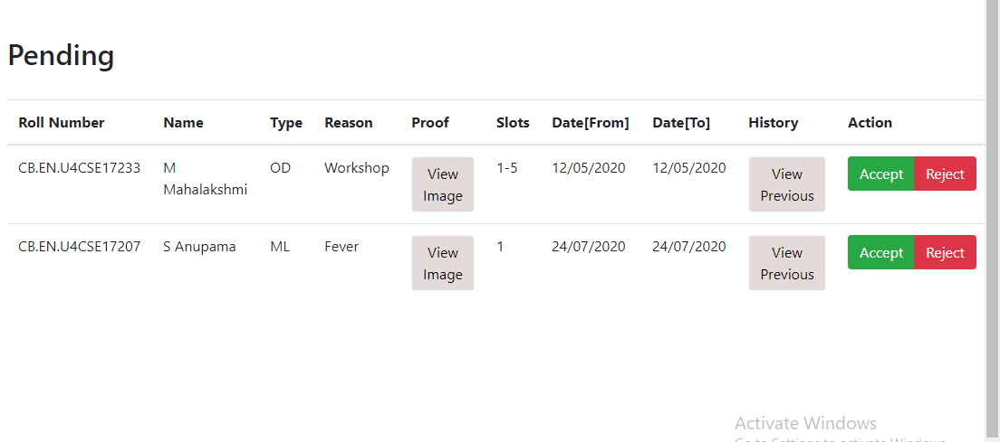 Pending
Roll Number Name Type Reason Proof Slots Date[From] Date[To] History Action
CB.EN.U4CSE17233 M Mahalakshmi OD Workshop View Image 1-5 12/05/2020 12/05/2020 View Previous Accept Reject
CB.EN.U4CSE17207 S Anupama ML Fever View Image 1 24/07/2020 24/07/2020 View Previous Accept Reject
Activate Windows
Go to Settings to activate Windows.